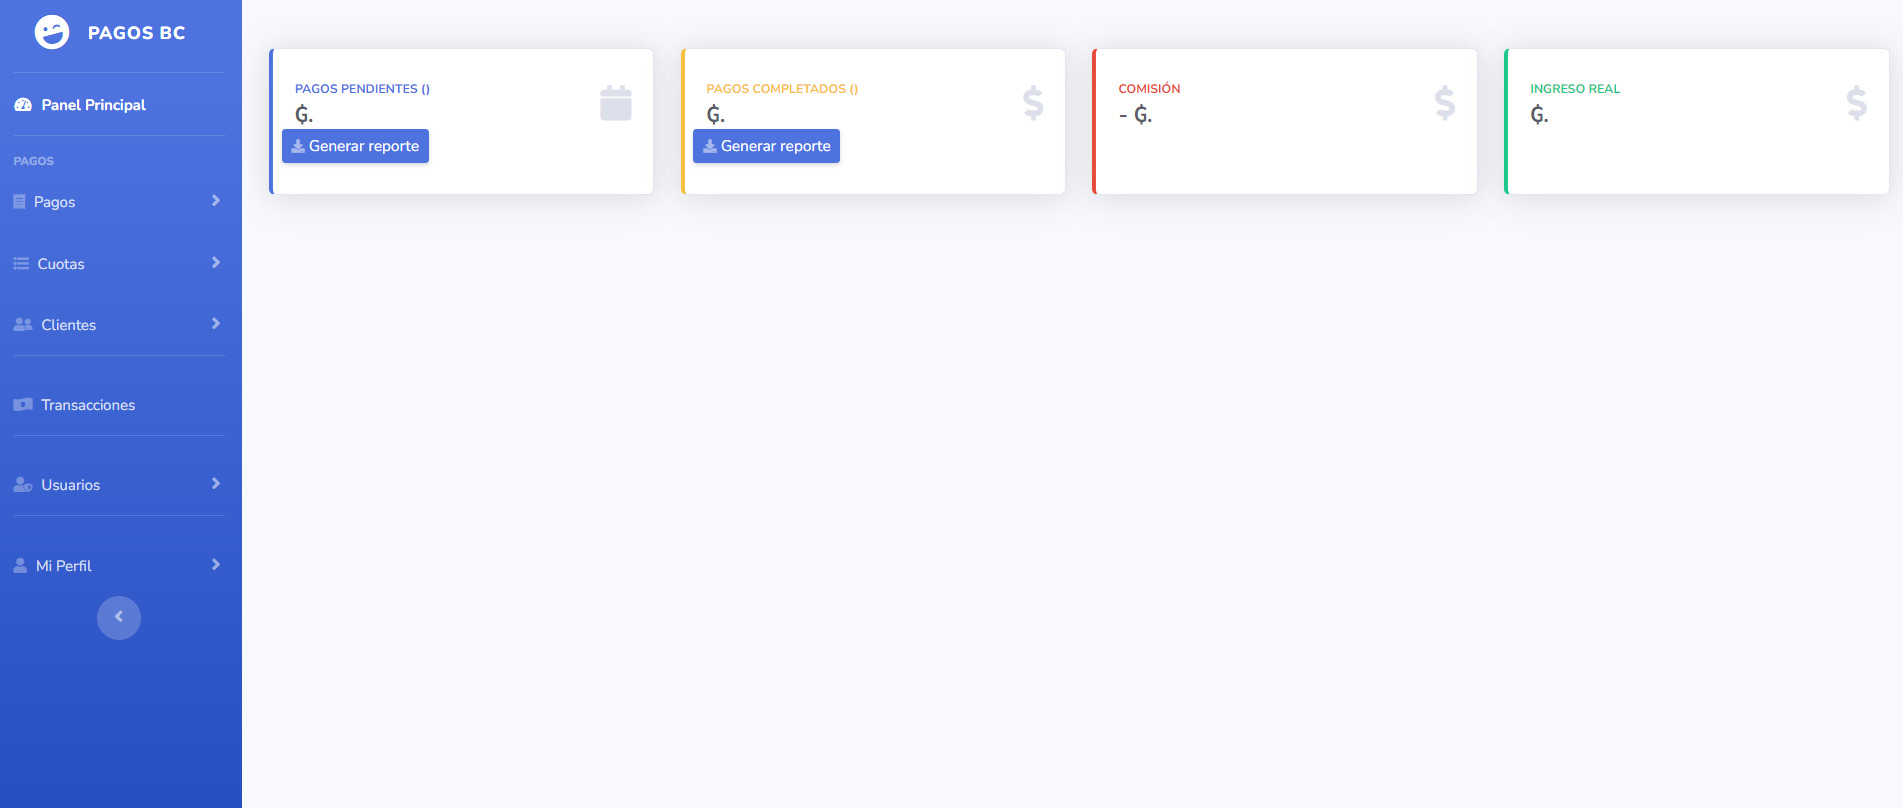 PAGOS BC
Panel Principal
PAGOS
Pagos
Cuotas
Clientes
Transacciones
Usuarios
Mi Perfil
PAGOS PENDIENTES ()
₲.
Generar reporte
PAGOS COMPLETADOS ()
₲.
Generar reporte
COMISIÓN
- ₲.
INGRESO REAL
₲.